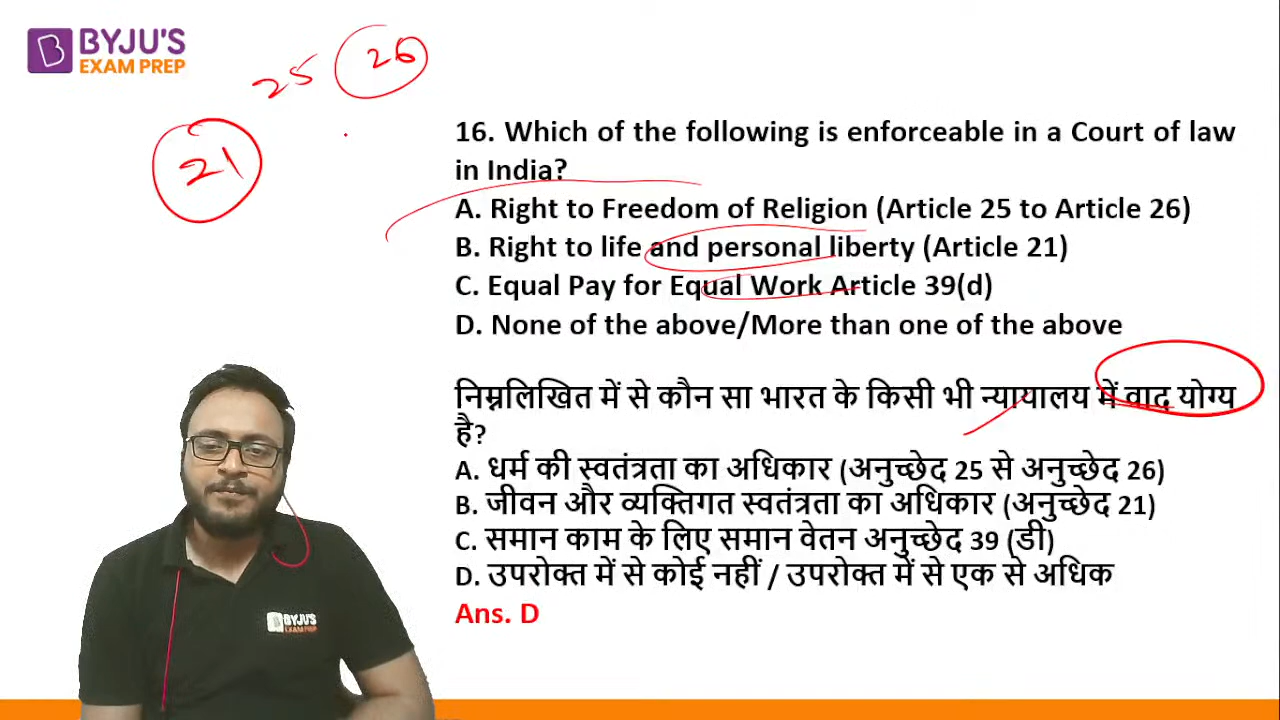 BYJU'S
EXAM PREP
25 26
21
16. Which of the following is enforceable in a Court of law
in India?
A. Right to Freedom of Religion (Article 25 to Article 26)
B. Right to life and personal liberty (Article 21)
C. Equal Pay for Equal Work Article 39(d)
D. None of the above/More than one of the above
निम्नलिखित में से कौन सा भारत के किसी भी न्यायालय में वाद योग्य
है?
A. धर्म की स्वतंत्रता का अधिकार (अनुच्छेद 25 से अनुच्छेद 26)
B. जीवन और व्यक्तिगत स्वतंत्रता का अधिकार (अनुच्छेद 21)
C. समान काम के लिए समान वेतन अनुच्छेद 39 (डी)
D. उपरोक्त में से कोई नहीं / उपरोक्त में से एक से अधिक
Ans. D
BYJU'S
EXAM PREP